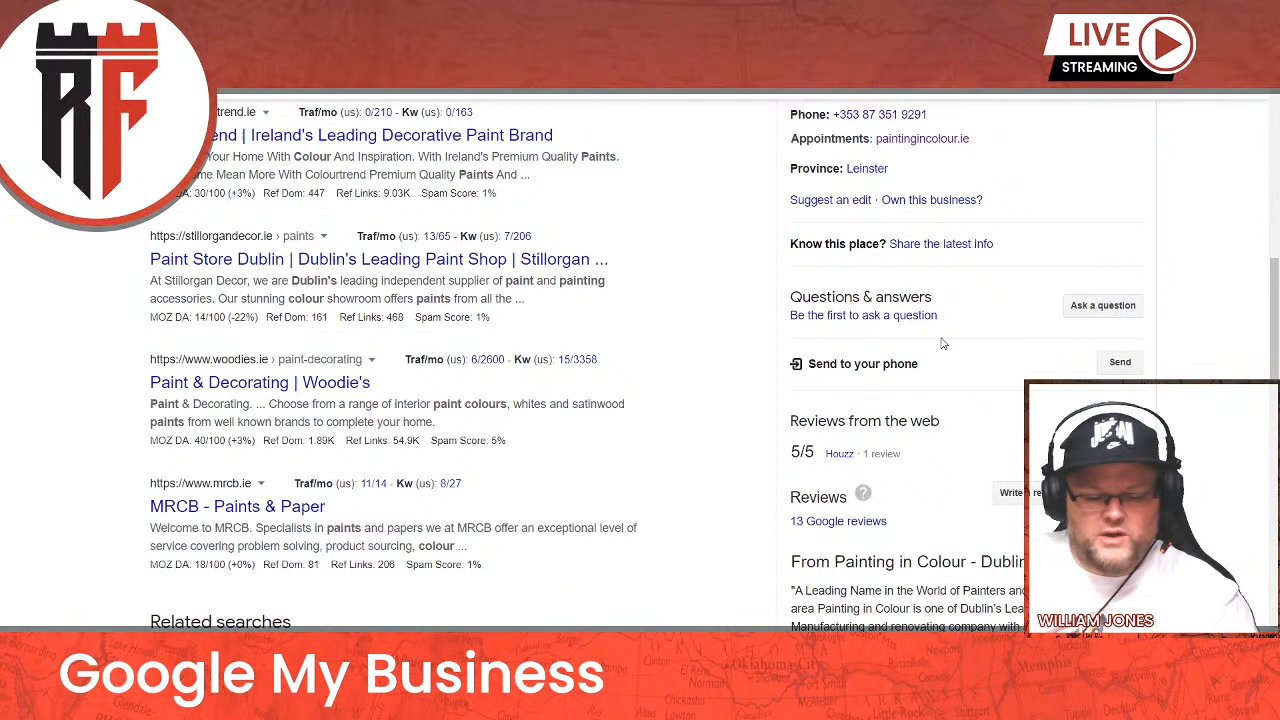 RF
LIVE
STREAMING
trend.ie Traf/mo (us): 0/210 - Kw (us): 0/163
end | Ireland's Leading Decorative Paint Brand
Your Home With Colour And Inspiration. With Ireland's Premium Quality Paints.
me Mean More With Colourtrend Premium Quality Paints And ...
DA: 30/100 (+3%) Ref Dom: 447 Ref Links: 9.03K Spam Score: 1%
https://stillorgandecor.ie › paints Traf/mo (us): 13/65 - Kw (us): 7/206
Paint Store Dublin | Dublin's Leading Paint Shop | Stillorgan ...
At Stillorgan Decor, we are Dublin's leading independent supplier of paint and painting
accessories. Our stunning colour showroom offers paints from all the ...
MOZ DA: 14/100 (-22%) Ref Dom: 161 Ref Links: 468 Spam Score: 1%
https://www.woodies.ie › paint-decorating Traf/mo (us): 6/2600 - Kw (us): 15/3358
Paint & Decorating | Woodie's
Paint & Decorating. ... Choose from a range of interior paint colours, whites and satinwood
paints from well known brands to complete your home.
MOZ DA: 40/100 (+3%) Ref Dom: 1.89K Ref Links: 54.9K Spam Score: 5%
https://www.mrcb.ie Traf/mo (us): 11/14 - Kw (us): 8/27
MRCB - Paints & Paper
Welcome to MRCB. Specialists in paints and papers we at MRCB offer an exceptional level of
service covering problem solving, product sourcing, colour ...
MOZ DA: 18/100 (+0%) Ref Dom: 81 Ref Links: 206 Spam Score: 1%
Related searches
Phone: +353 87 351 9291
Appointments: paintingincolour.ie
Province: Leinster
Suggest an edit · Own this business?
Know this place? Share the latest info
Questions & answers
Ask a question
Be the first to ask a question
Send to your phone
Send
Reviews from the web
5/5 Houzz · 1 review
Reviews
Write
13 Google reviews
From Painting in Colour - Dublin
"A Leading Name in the World of Painters and
area Painting in Colour is one of Dublin's Lea
Manufacturing and renovating company with
WILLIAM JONES
Google My Business